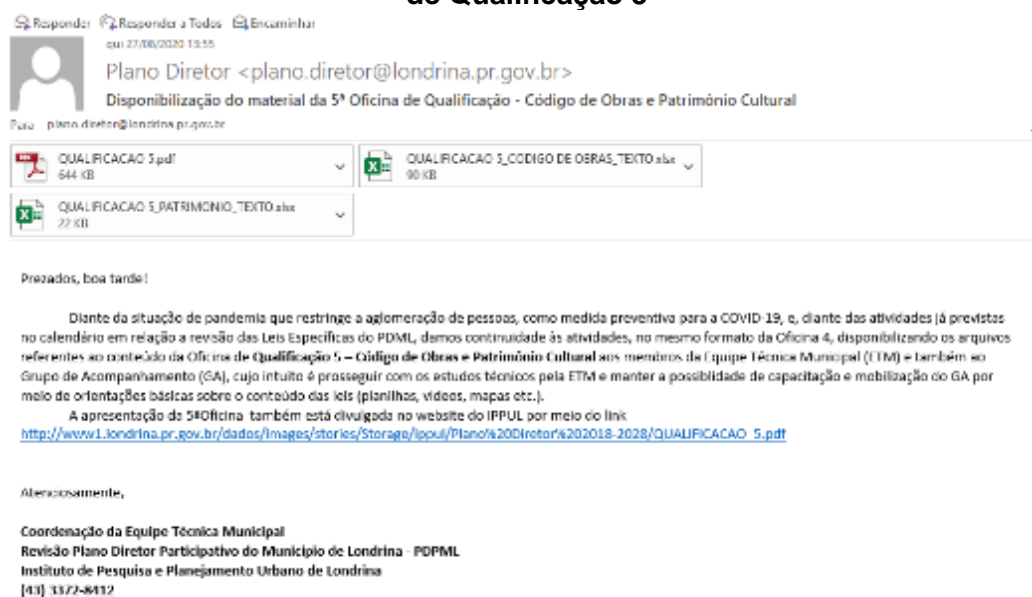 de Qualificação 5
Responder Responder a Todos Encaminhar
qui 27/08/2020 13:55
Plano Diretor <plano.diretor@londrina.pr.gov.br>
Disponibilização do material da 5ª Oficina de Qualificação - Código de Obras e Patrimônio Cultural
Para plano.diretor@londrina.pr.gov.br
QUALIFICACAO 5.pdf
644 KB
QUALIFICACAO 5_CODIGO DE OBRAS_TEXTO.xlsx
90 KB
QUALIFICACAO 5_PATRIMONIO_TEXTO.xlsx
22 KB
Prezados, boa tarde!
Diante da situação de pandemia que restringe a aglomeração de pessoas, como medida preventiva para a COVID-19, e, diante das atividades já previstas
no calendário em relação a revisão das Leis Específicas do PDML, damos continuidade às atividades, no mesmo formato da Oficina 4, disponibilizando os arquivos
referentes ao conteúdo da Oficina de Qualificação 5 – Código de Obras e Patrimônio Cultural aos membros da Equipe Técnica Municipal (ETM) e também ao
Grupo de Acompanhamento (GA), cujo intuito é prosseguir com os estudos técnicos pela ETM e manter a possiblidade de capacitação e mobilização do GA por
meio de orientações básicas sobre o conteúdo das leis (planilhas, vídeos, mapas etc.).
A apresentação da 5ªOficina também está divulgada no website do IPPUL por meio do link
http://www1.londrina.pr.gov.br/dados/images/stories/Storage/ippul/Plano%20Diretor%202018-2028/QUALIFICACAO_5.pdf
Atenciosamente,
Coordenação da Equipe Técnica Municipal
Revisão Plano Diretor Participativo do Município de Londrina - PDPML
Instituto de Pesquisa e Planejamento Urbano de Londrina
(43) 3372-8412